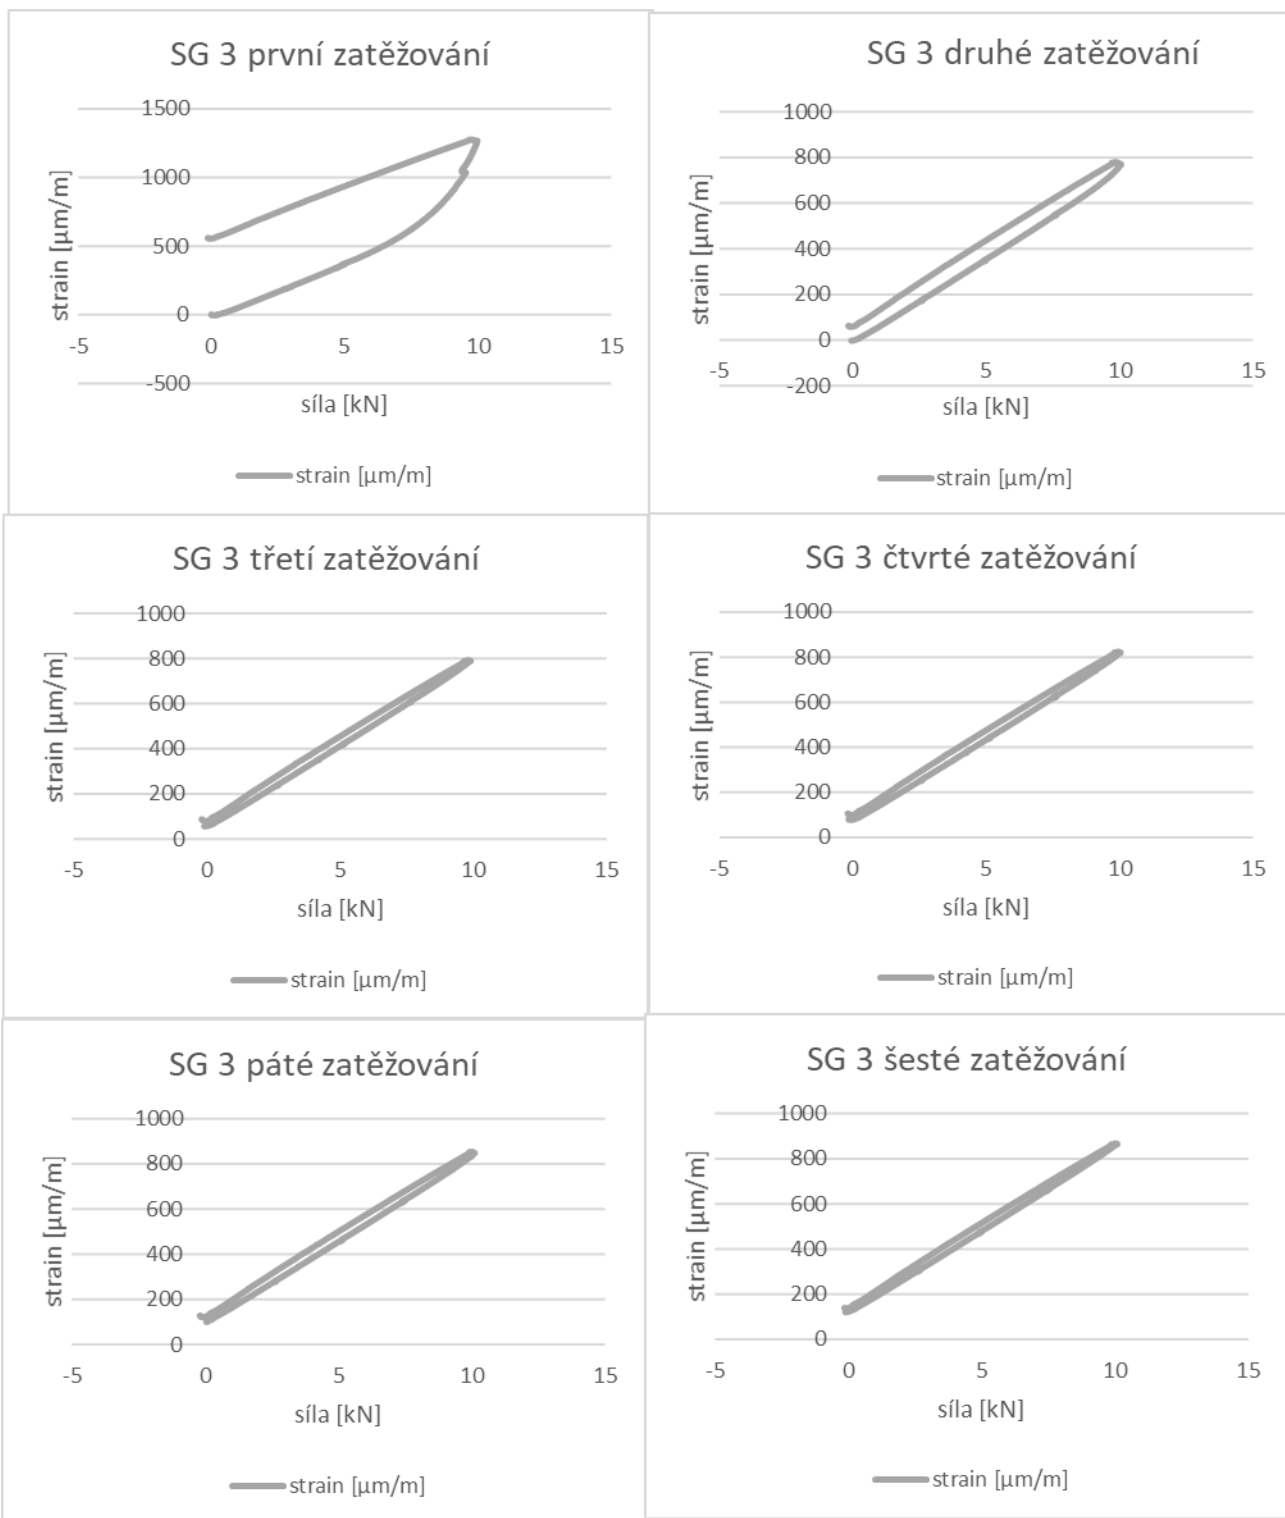 SG 3 první zatěžování
1500
1000
500
0
-500
-5 0 5 10 15
strain [µm/m]
síla [kN]
strain [µm/m]
SG 3 druhé zatěžování
1000
800
600
400
200
0
-200
-5 0 5 10 15
strain [µm/m]
síla [kN]
strain [µm/m]
SG 3 třetí zatěžování
1000
800
600
400
200
0
-5 0 5 10 15
strain [µm/m]
síla [kN]
strain [µm/m]
SG 3 čtvrté zatěžování
1000
800
600
400
200
0
-5 0 5 10 15
strain [µm/m]
síla [kN]
strain [µm/m]
SG 3 páté zatěžování
1000
800
600
400
200
0
-5 0 5 10 15
strain [µm/m]
síla [kN]
strain [µm/m]
SG 3 šesté zatěžování
1000
800
600
400
200
0
-5 0 5 10 15
strain [µm/m]
síla [kN]
strain [µm/m]